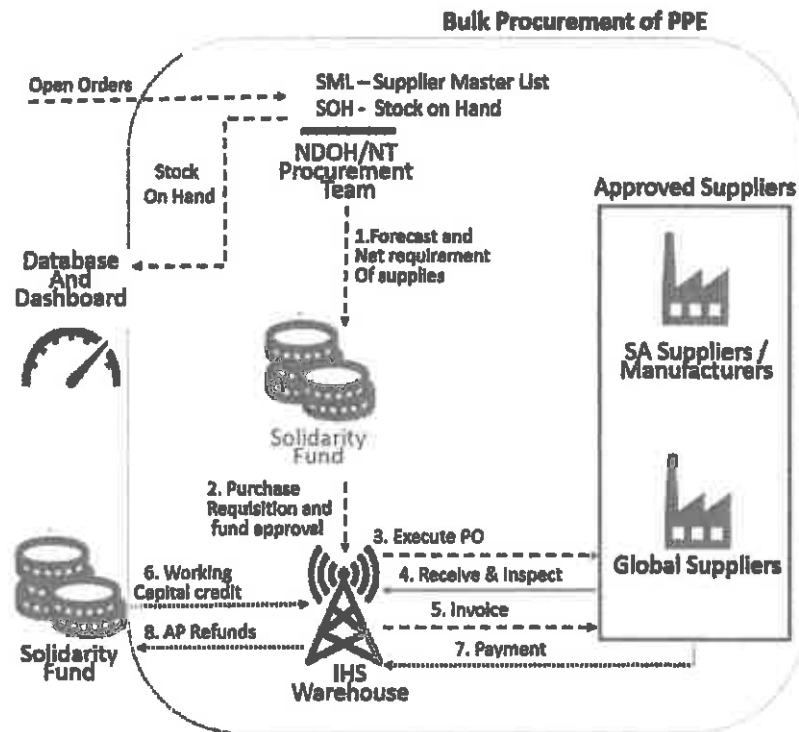 Bulk Procurement of PPE
Open Orders
SML – Supplier Master List
SOH - Stock on Hand
NDOH/NT
Procurement
Team
Stock
On Hand
Database
And
Dashboard
1.Forecast and
Net requirement
Of supplies
Approved Suppliers
SA Suppliers /
Manufacturers
Solidarity
Fund
2. Purchase
Requisition and
fund approval
3. Execute PO
4. Receive & Inspect
Global Suppliers
5. Invoice
6. Working
Capital credit
7. Payment
8. AP Refunds
Solidarity
Fund
IHS
Warehouse